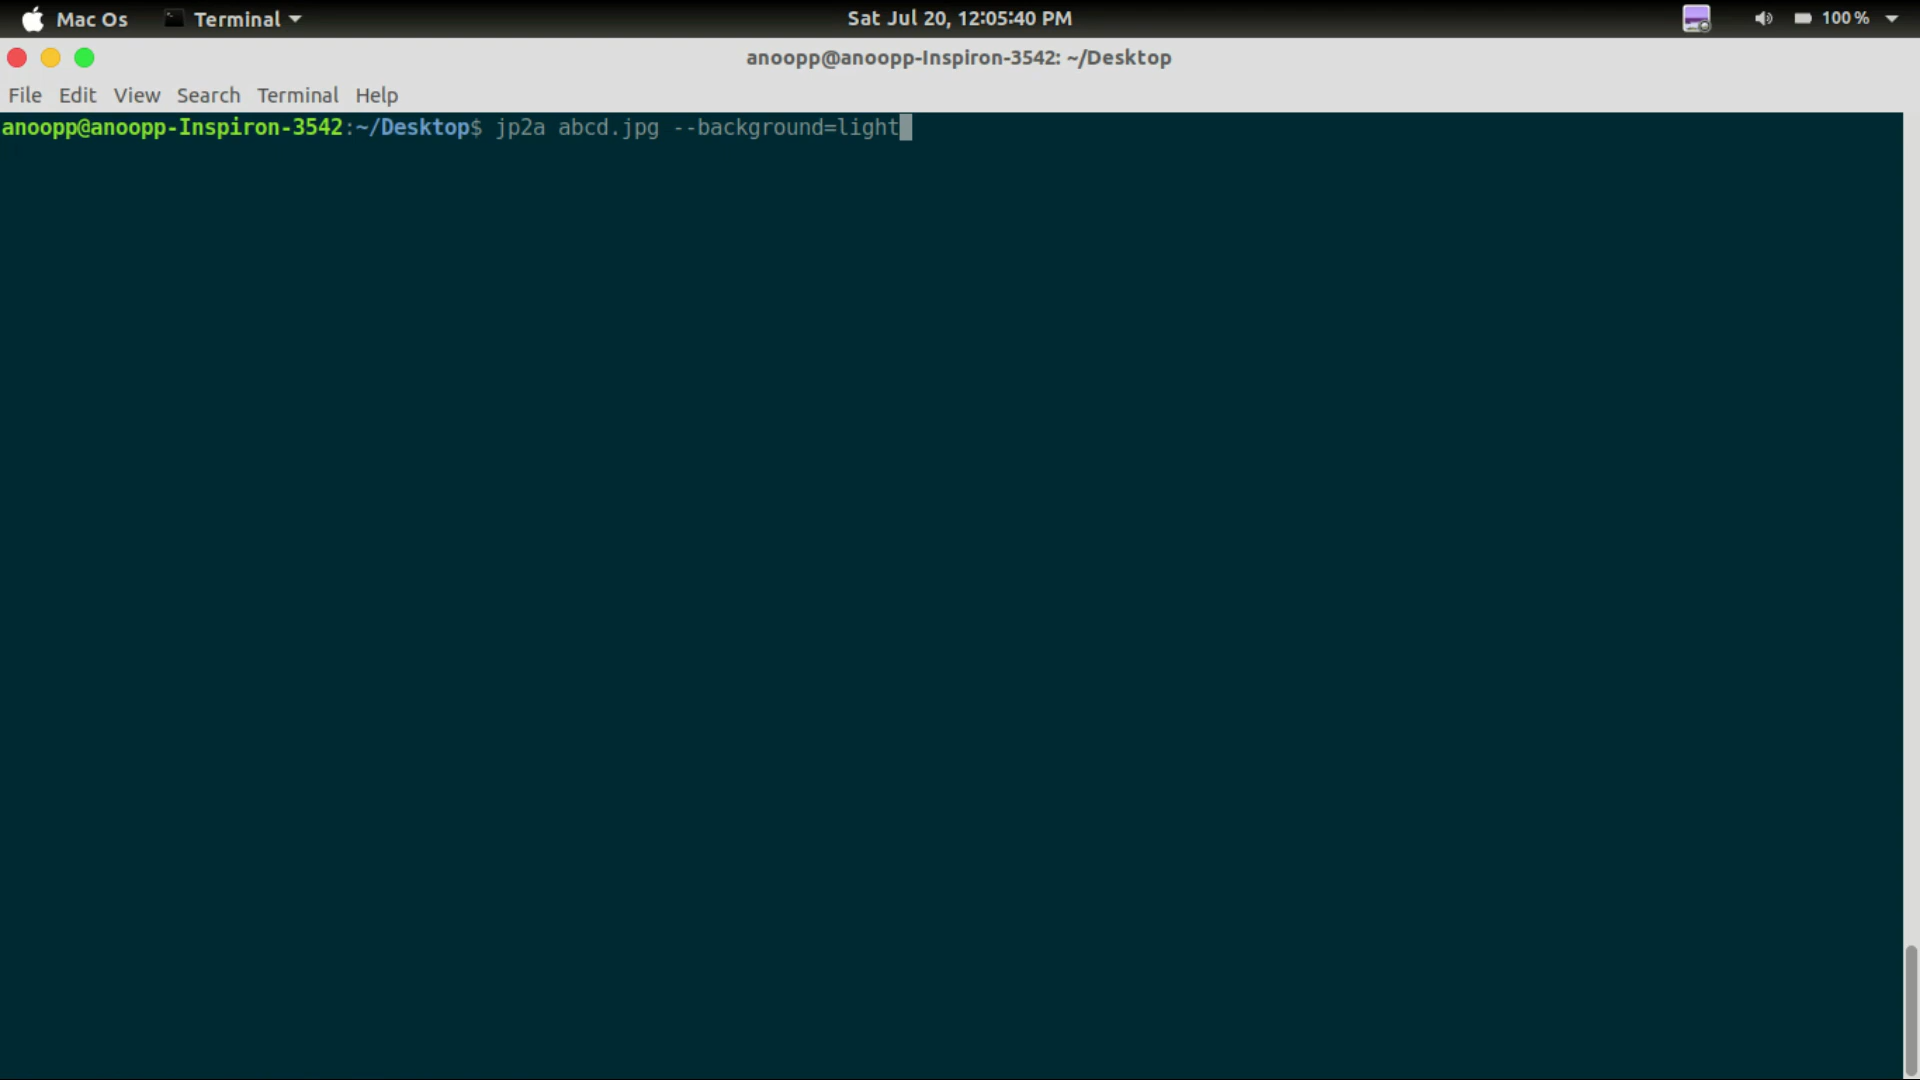 Mac Os Terminal Sat Jul 20, 12:05:40 PM 100 %
anoopp@anoopp-Inspiron-3542: ~/Desktop
File Edit View Search Terminal Help
anoopp@anoopp-Inspiron-3542:~/Desktop$ jp2a abcd.jpg --background=light